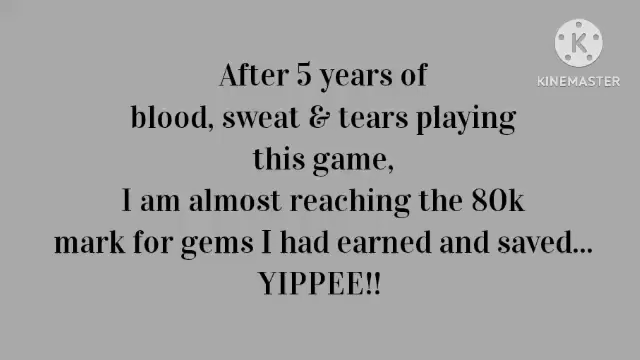 K
KINEMASTER
After 5 years of
blood, sweat & tears playing
this game,
I am almost reaching the 80k
mark for gems I had earned and saved...
YIPPEE!!